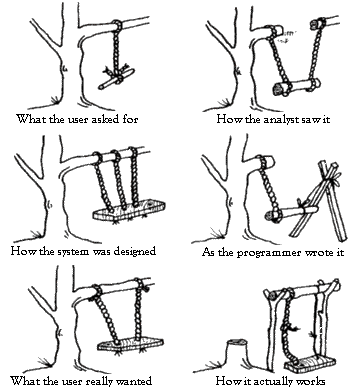 What the user asked for
How the analyst saw it
How the system was designed
As the programmer wrote it
What the user really wanted
How it actually works